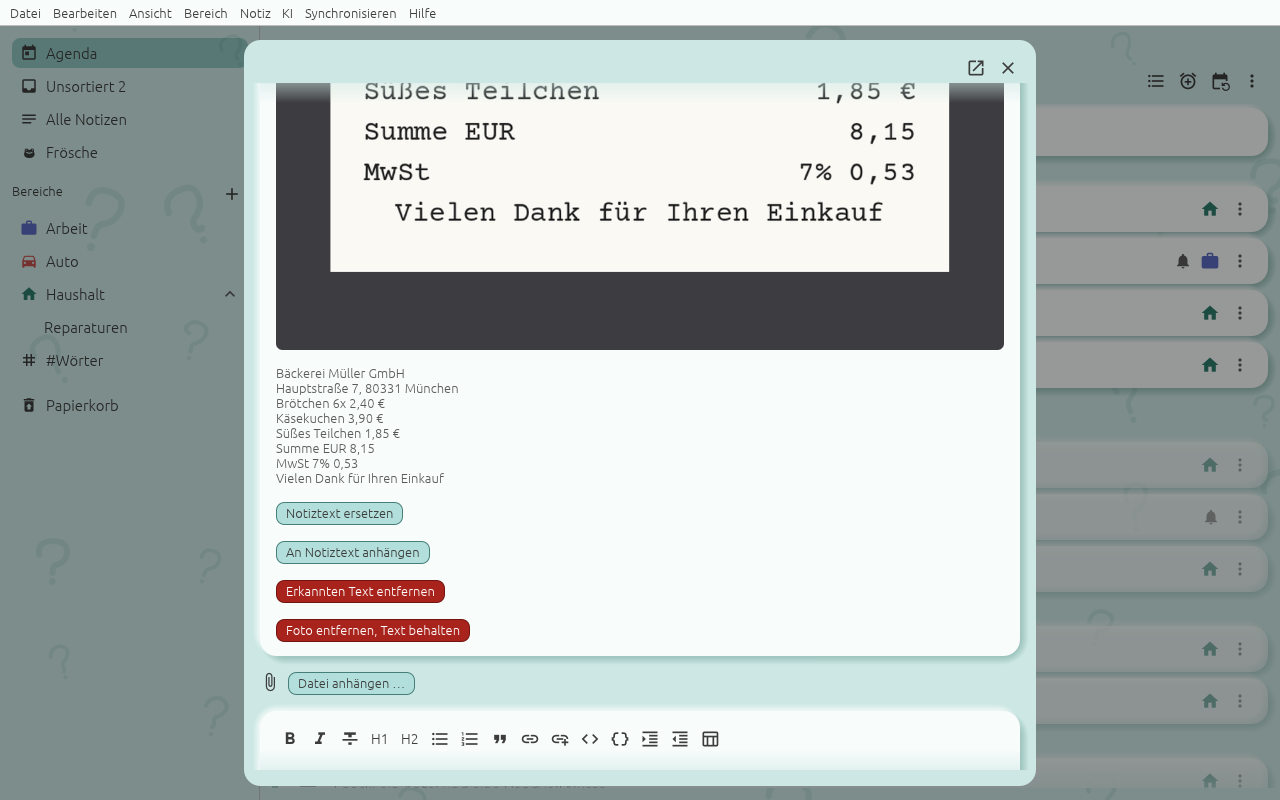 Datei Bearbeiten Ansicht Bereich Notiz KI Synchronisieren Hilfe
Agenda
Unsortiert 2
Alle Notizen
Frösche
Bereiche
Arbeit
Auto
Haushalt
Reparaturen
#Wörter
Papierkorb
Süßes Teilchen 1,85 €
Summe EUR 8,15
MwSt 7% 0,53
Vielen Dank für Ihren Einkauf
Bäckerei Müller GmbH
Hauptstraße 7, 80331 München
Brötchen 6x 2,40 €
Käsekuchen 3,90 €
Süßes Teilchen 1,85 €
Summe EUR 8,15
MwSt 7% 0,53
Vielen Dank für Ihren Einkauf
Notiztext ersetzen
An Notiztext anhängen
Erkannten Text entfernen
Foto entfernen, Text behalten
Datei anhängen …
B I S H1 H2